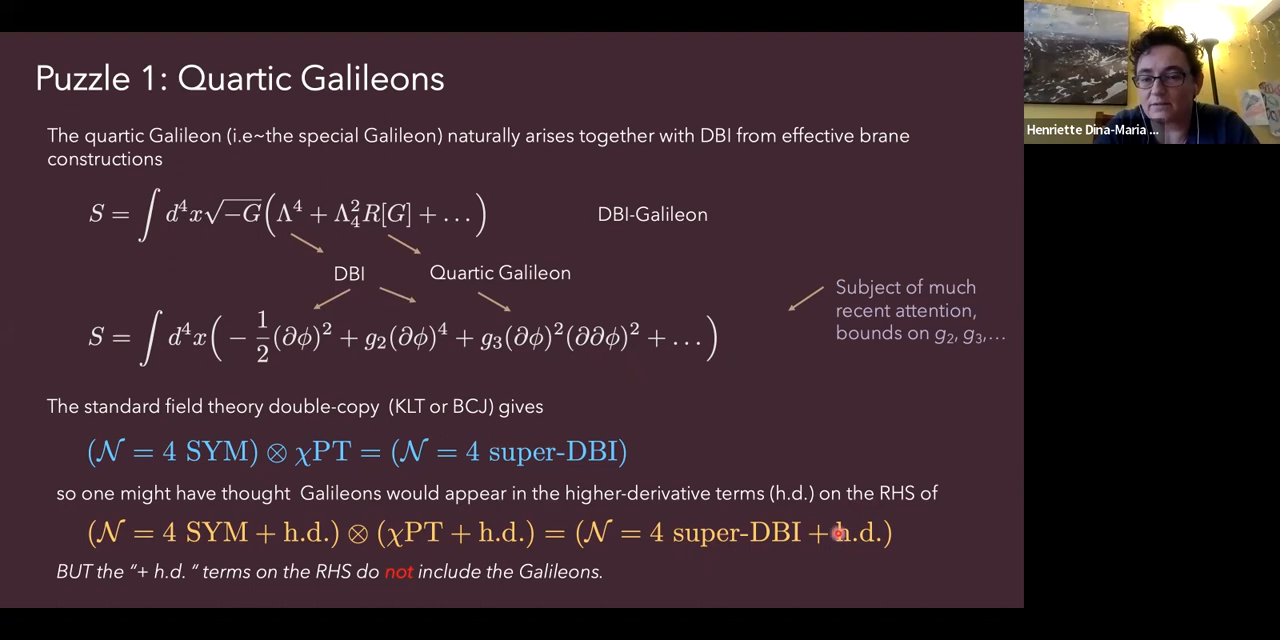 Puzzle 1: Quartic Galileons
The quartic Galileon (i.e~the special Galileon) naturally arises together with DBI from effective brane
constructions
S = ∫ d⁴x√−G(Λ⁴ + Λ₄²R[G] + …)
DBI-Galileon
DBI
Quartic Galileon
S = ∫ d⁴x(− 1/2 (∂ϕ)² + g₂(∂ϕ)⁴ + g₃(∂ϕ)²(∂∂ϕ)² + …)
Subject of much
recent attention,
bounds on g₂, g₃,…
The standard field theory double-copy (KLT or BCJ) gives
(𝒩 = 4 SYM) ⊗ χPT = (𝒩 = 4 super-DBI)
so one might have thought Galileons would appear in the higher-derivative terms (h.d.) on the RHS of
(𝒩 = 4 SYM + h.d.) ⊗ (χPT + h.d.) = (𝒩 = 4 super-DBI + h.d.)
BUT the “+ h.d. “ terms on the RHS do not include the Galileons.
Henriette Dina-Maria ...